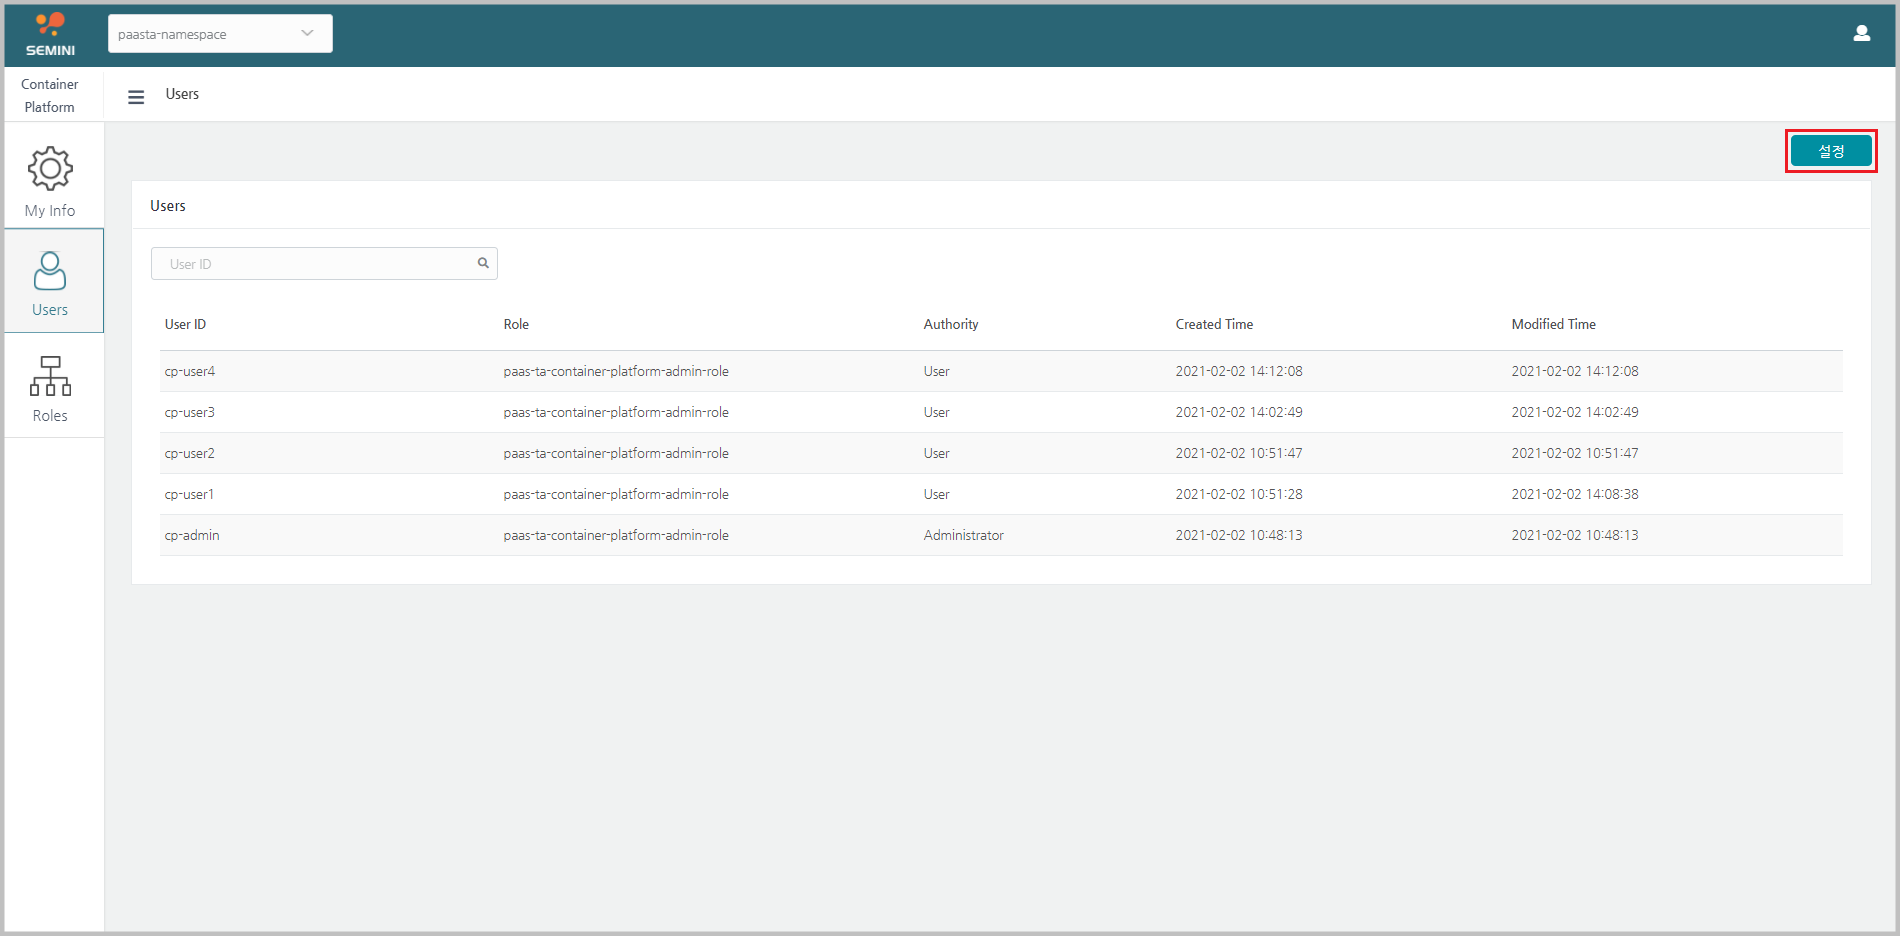 SEMINI
paasta-namespace
Container
Platform
Users
설정
My Info
Users
Roles
Users
User ID
User ID Role Authority Created Time Modified Time
cp-user4 paas-ta-container-platform-admin-role User 2021-02-02 14:12:08 2021-02-02 14:12:08
cp-user3 paas-ta-container-platform-admin-role User 2021-02-02 14:02:49 2021-02-02 14:02:49
cp-user2 paas-ta-container-platform-admin-role User 2021-02-02 10:51:47 2021-02-02 10:51:47
cp-user1 paas-ta-container-platform-admin-role User 2021-02-02 10:51:28 2021-02-02 14:08:38
cp-admin paas-ta-container-platform-admin-role Administrator 2021-02-02 10:48:13 2021-02-02 10:48:13